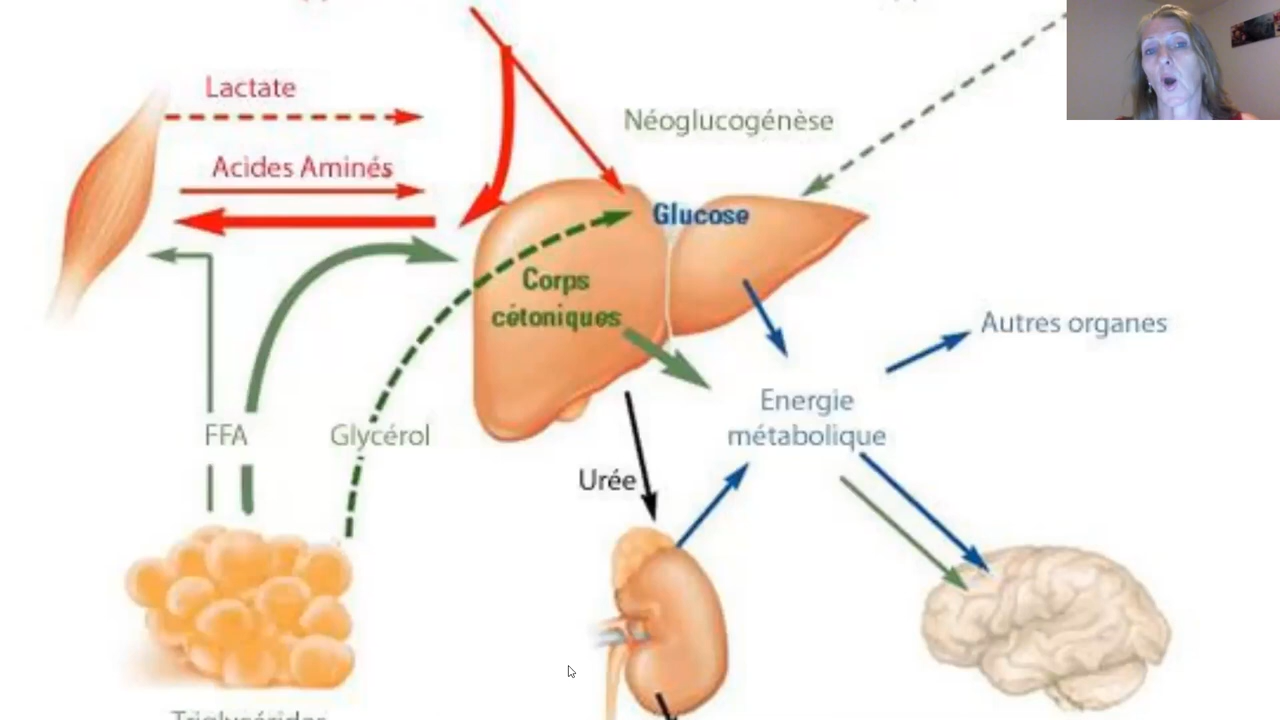 Lactate
Néoglucogénèse
Acides Aminés
Glucose
Corps
cétoniques
Autres organes
Energie
métabolique
FFA
Glycérol
Urée